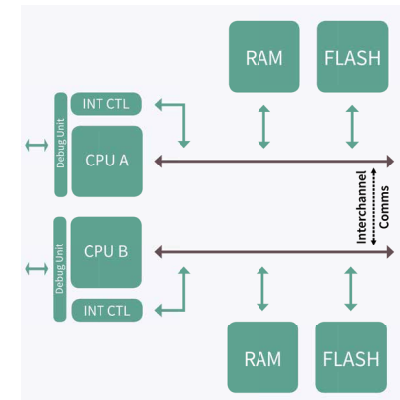 RAM
FLASH
INT CTL
Debug Unit
CPU A
Interchannel
Comms
CPU B
Debug Unit
INT CTL
RAM
FLASH